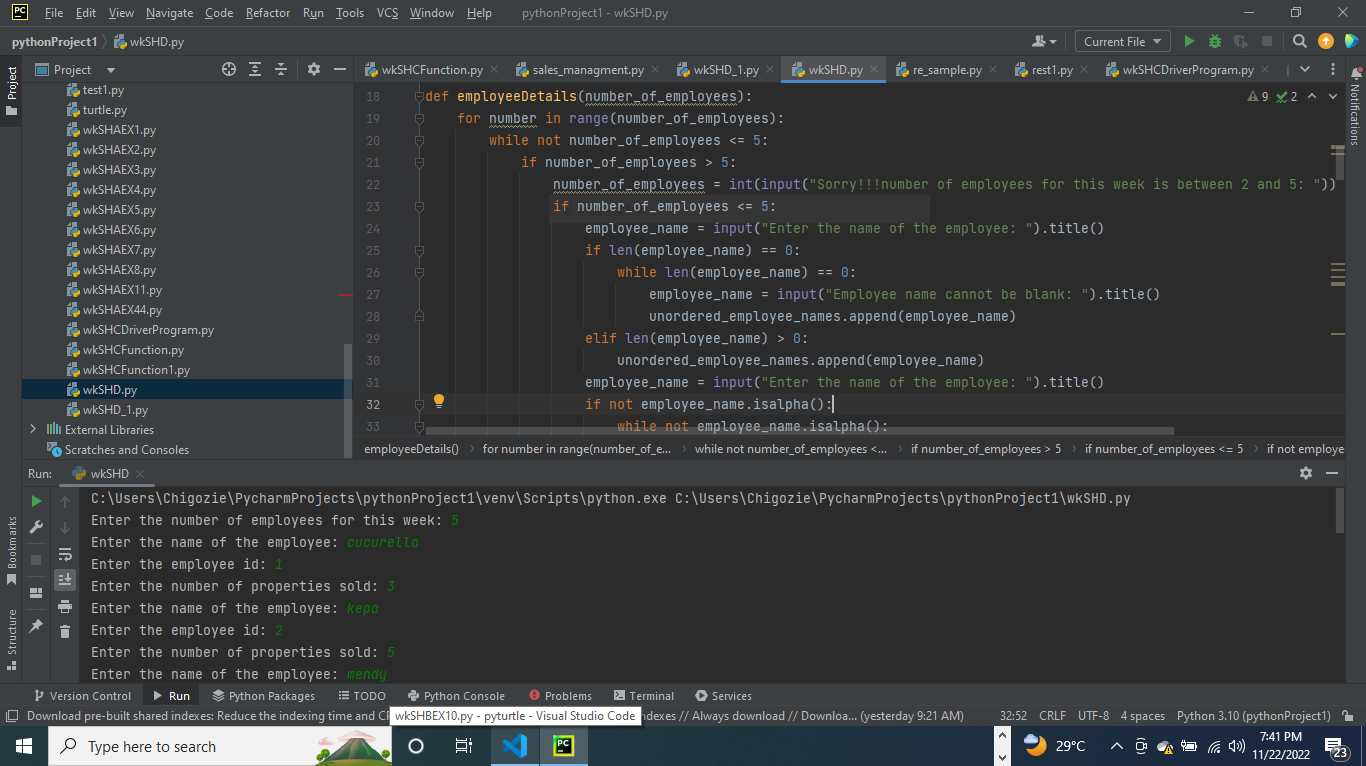 PC File Edit View Navigate Code Refactor Run Tools VCS Window Help pythonProject1 - wkSHD.py
pythonProject1 wkSHD.py Current File
Project wkSHCFunction.py sales_managment.py wkSHD_1.py wkSHD.py re_sample.py rest1.py wkSHCDriverProgram.py
Project
Notifications
test1.py
turtle.py
wkSHAEX1.py
wkSHAEX2.py
wkSHAEX3.py
wkSHAEX4.py
wkSHAEX5.py
wkSHAEX6.py
wkSHAEX7.py
wkSHAEX8.py
wkSHAEX11.py
wkSHAEX44.py
wkSHCDriverProgram.py
wkSHCFunction.py
wkSHCFunction1.py
wkSHD.py
wkSHD_1.py
External Libraries
Scratches and Consoles
9 2
18 def employeeDetails(number_of_employees):
19 for number in range(number_of_employees):
20 while not number_of_employees <= 5:
21 if number_of_employees > 5:
22 number_of_employees = int(input("Sorry!!!number of employees for this week is between 2 and 5: "))
23 if number_of_employees <= 5:
24 employee_name = input("Enter the name of the employee: ").title()
25 if len(employee_name) == 0:
26 while len(employee_name) == 0:
27 employee_name = input("Employee name cannot be blank: ").title()
28 unordered_employee_names.append(employee_name)
29 elif len(employee_name) > 0:
30 unordered_employee_names.append(employee_name)
31 employee_name = input("Enter the name of the employee: ").title()
32 if not employee_name.isalpha():
33 while not employee_name.isalpha():
employeeDetails() for number in range(number_of_e... while not number_of_employees <... if number_of_employees > 5 if number_of_employees <= 5 if not employe
Run: wkSHD
C:\Users\Chigozie\PycharmProjects\pythonProject1\venv\Scripts\python.exe C:\Users\Chigozie\PycharmProjects\pythonProject1\wkSHD.py
Enter the number of employees for this week: 5
Enter the name of the employee: cucurella
Enter the employee id: 1
Enter the number of properties sold: 3
Enter the name of the employee: kepa
Enter the employee id: 2
Enter the number of properties sold: 5
Enter the name of the employee: mendy
Bookmarks
Structure
Version Control Run Python Packages TODO Python Console Problems Terminal Services
Download pre-built shared indexes: Reduce the indexing time and CP
wkSHBEX10.py - pyturtle - Visual Studio Code
ndexes // Always download // Downloa... (yesterday 9:21 AM) 32:52 CRLF UTF-8 4 spaces Python 3.10 (pythonProject1)
Type here to search PC 29°C 7:41 PM
11/22/2022
23